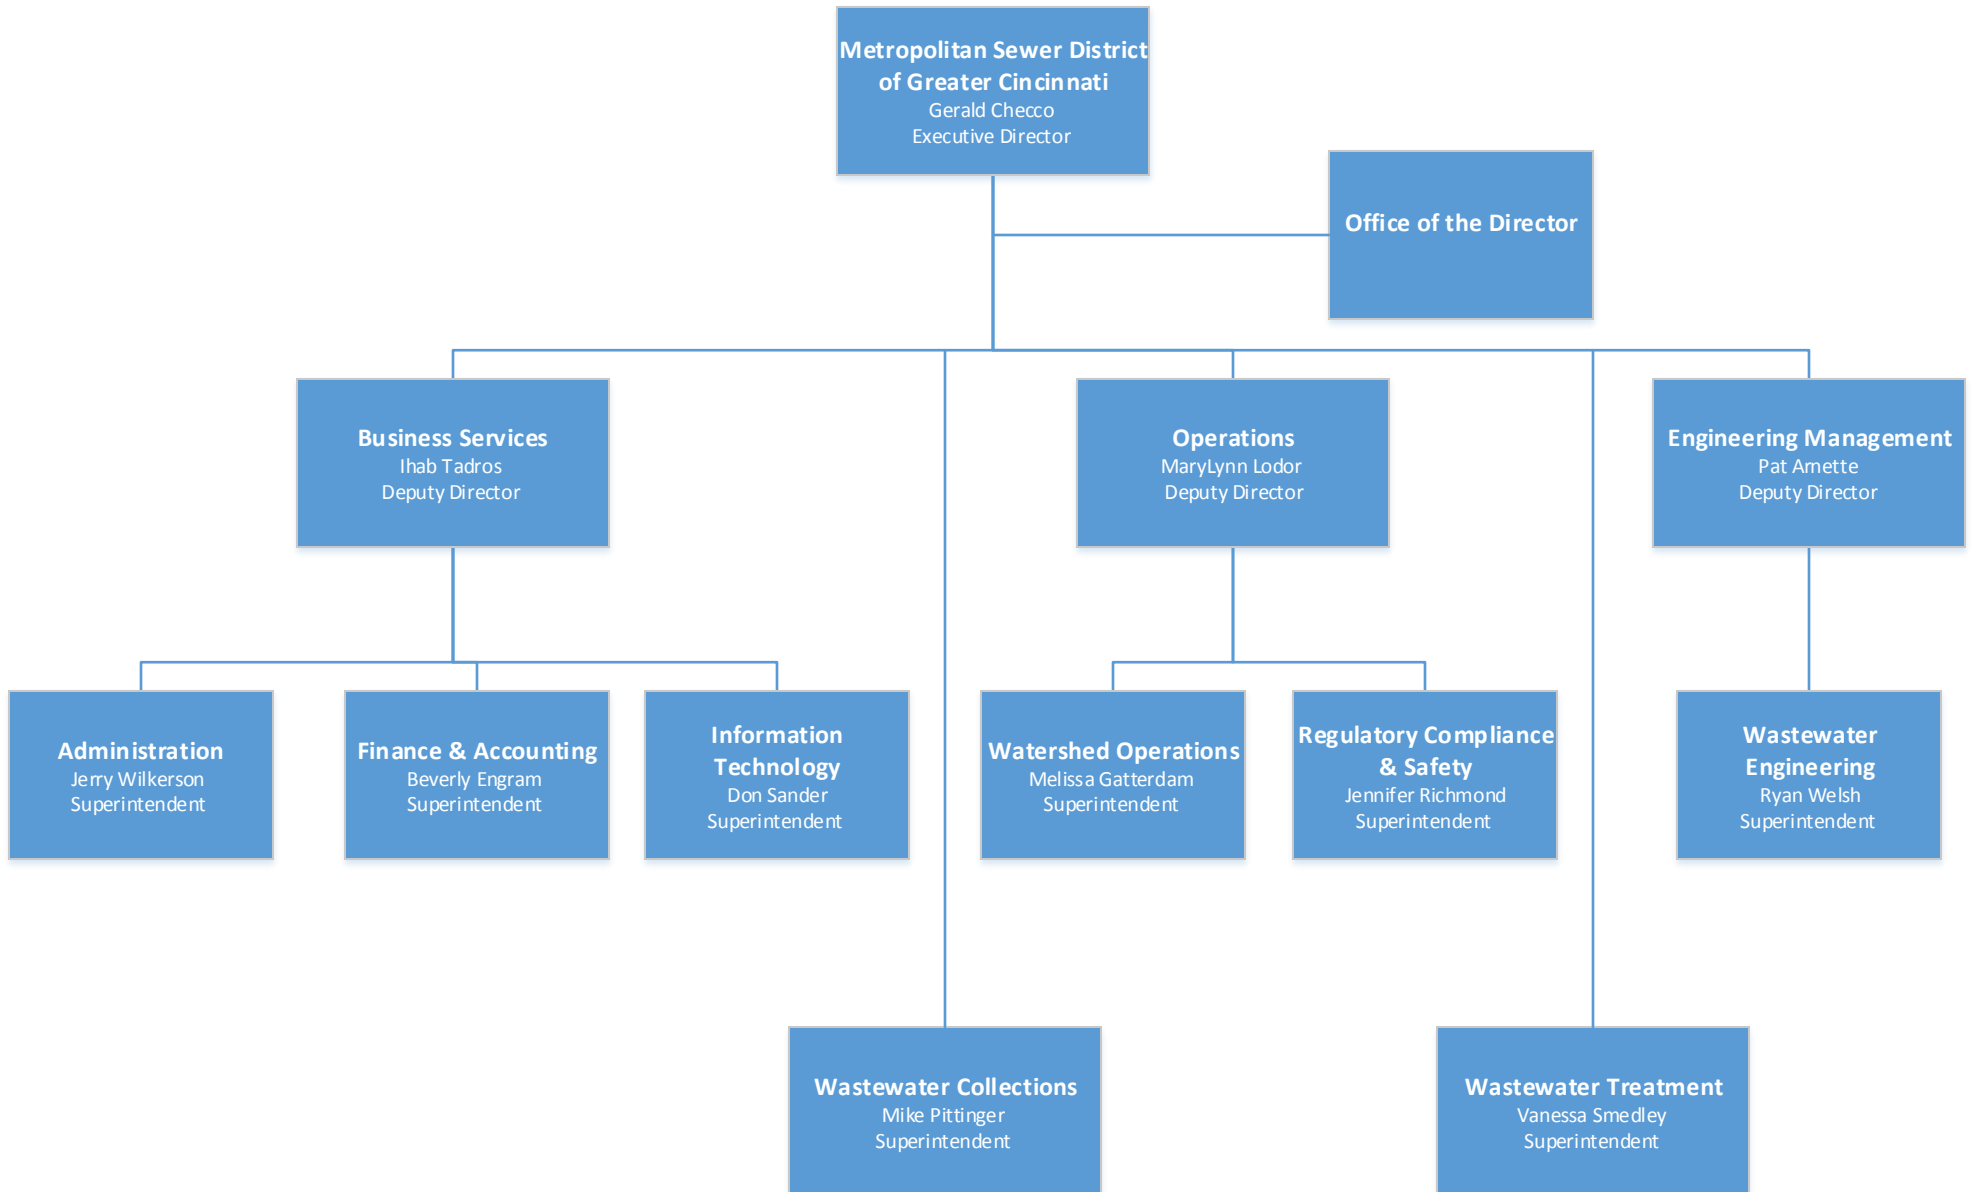 Metropolitan Sewer District
of Greater Cincinnati
Gerald Checco
Executive Director
Office of the Director
Business Services
Ihab Tadros
Deputy Director
Operations
MaryLynn Lodor
Deputy Director
Engineering Management
Pat Arnette
Deputy Director
Administration
Jerry Wilkerson
Superintendent
Finance & Accounting
Beverly Engram
Superintendent
Information
Technology
Don Sander
Superintendent
Watershed Operations
Melissa Gatterdam
Superintendent
Regulatory Compliance
& Safety
Jennifer Richmond
Superintendent
Wastewater
Engineering
Ryan Welsh
Superintendent
Wastewater Collections
Mike Pittinger
Superintendent
Wastewater Treatment
Vanessa Smedley
Superintendent